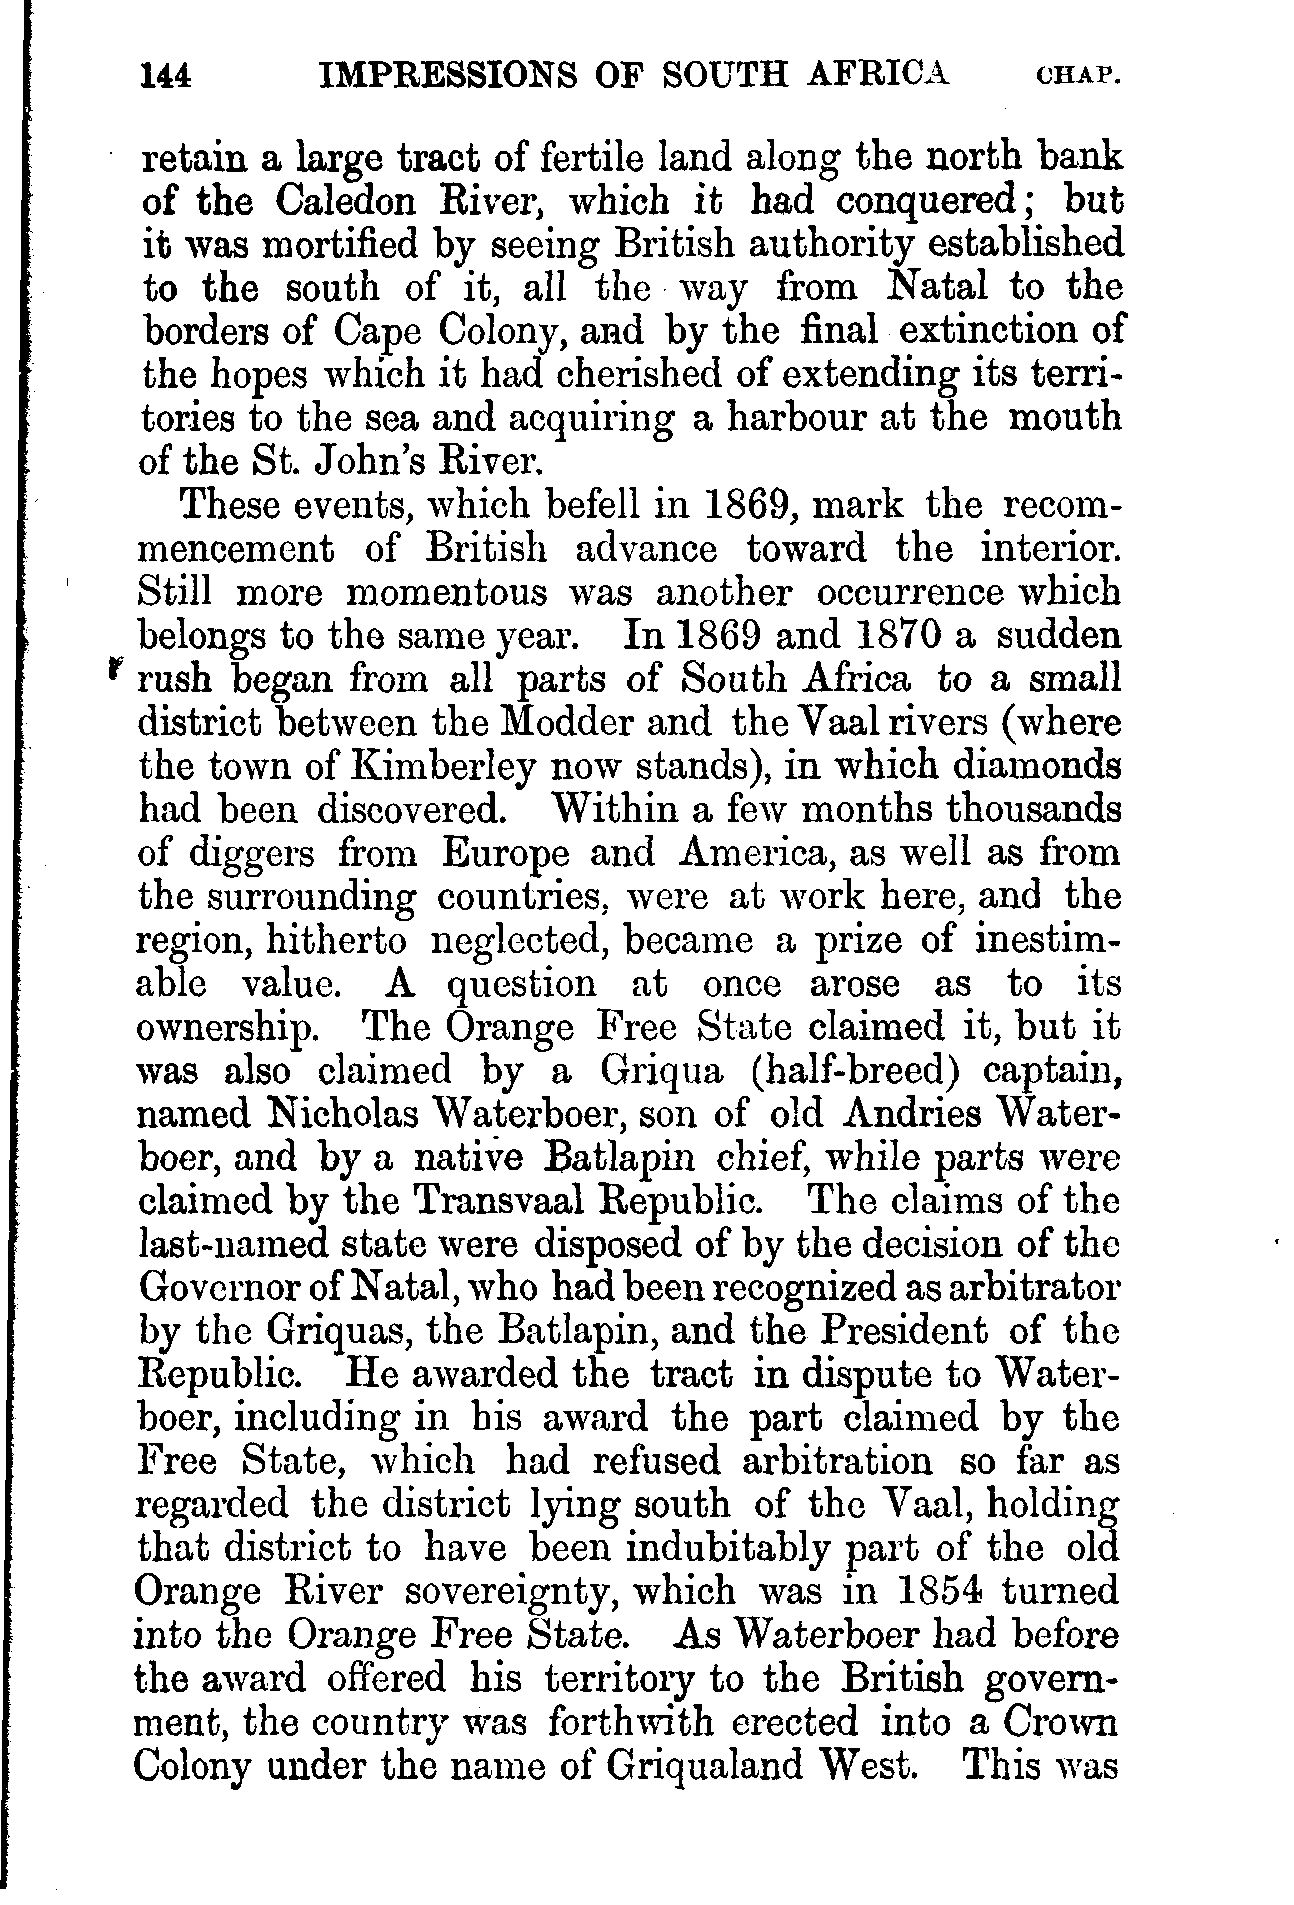 144 IMPRESSIONS OF SOUTH AFRICA CHAP.
retain a large tract of fertile land along the north bank
of the Caledon River, which it had conquered; but
it was mortified by seeing British authority established
to the south of it, all the way from Natal to the
borders of Cape Colony, and by the final extinction of
the hopes which it had cherished of extending its terri-
tories to the sea and acquiring a harbour at the mouth
of the St. John's River.
These events, which befell in 1869, mark the recom-
mencement of British advance toward the interior.
Still more momentous was another occurrence which
belongs to the same year. In 1869 and 1870 a sudden
rush began from all parts of South Africa to a small
district between the Modder and the Vaal rivers (where
the town of Kimberley now stands), in which diamonds
had been discovered. Within a few months thousands
of diggers from Europe and America, as well as from
the surrounding countries, were at work here, and the
region, hitherto neglected, became a prize of inestim-
able value. A question at once arose as to its
ownership. The Orange Free State claimed it, but it
was also claimed by a Griqua (half-breed) captain,
named Nicholas Waterboer, son of old Andries Water-
boer, and by a native Batlapin chief, while parts were
claimed by the Transvaal Republic. The claims of the
last-named state were disposed of by the decision of the
Governor of Natal, who had been recognized as arbitrator
by the Griquas, the Batlapin, and the President of the
Republic. He awarded the tract in dispute to Water-
boer, including in his award the part claimed by the
Free State, which had refused arbitration so far as
regarded the district lying south of the Vaal, holding
that district to have been indubitably part of the old
Orange River sovereignty, which was in 1854 turned
into the Orange Free State. As Waterboer had before
the award offered his territory to the British govern-
ment, the country was forthwith erected into a Crown
Colony under the name of Griqualand West. This was